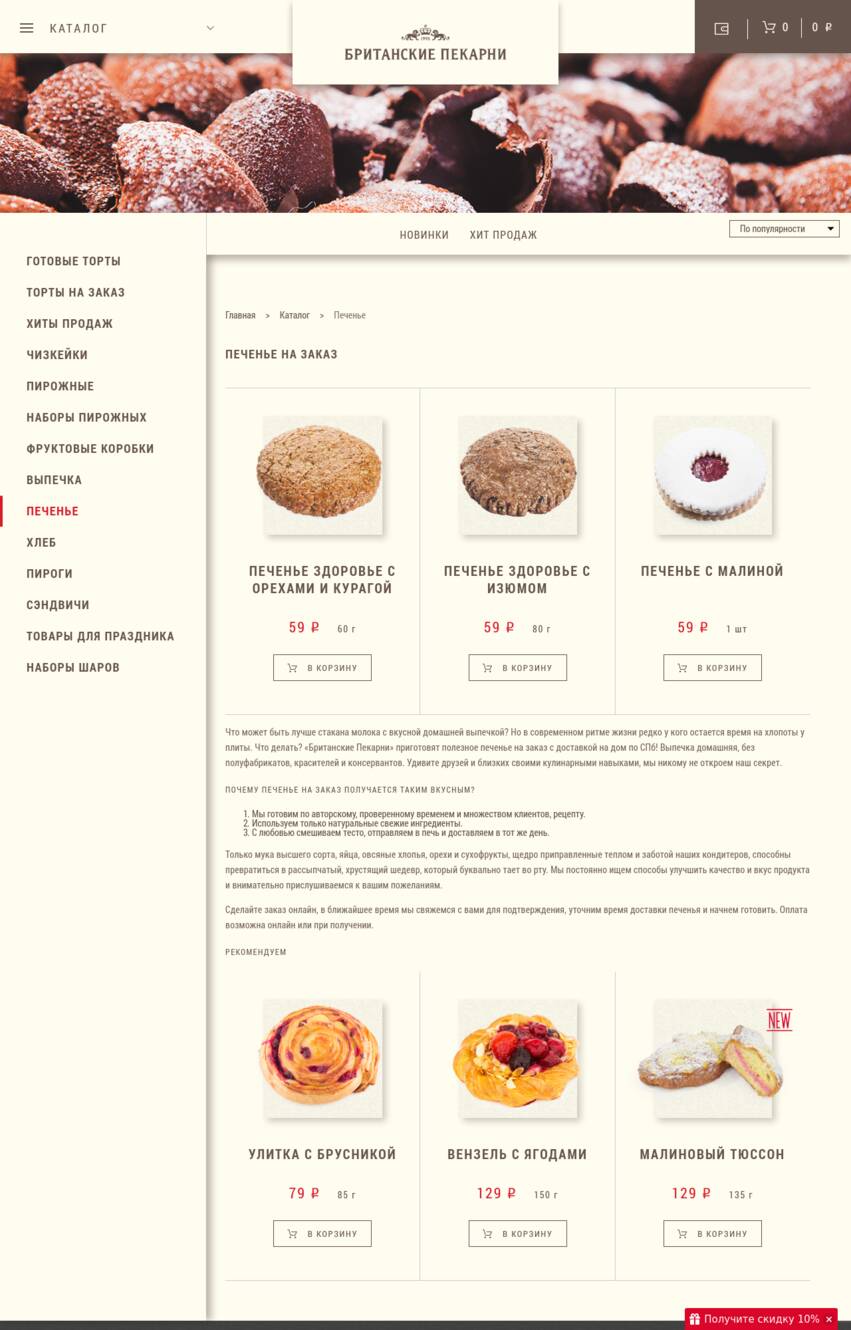 КАТАЛОГ
1995
БРИТАНСКИЕ ПЕКАРНИ
0
0 ₽
НОВИНКИ ХИТ ПРОДАЖ
По популярности
ГОТОВЫЕ ТОРТЫ
ТОРТЫ НА ЗАКАЗ
ХИТЫ ПРОДАЖ
ЧИЗКЕЙКИ
ПИРОЖНЫЕ
НАБОРЫ ПИРОЖНЫХ
ФРУКТОВЫЕ КОРОБКИ
ВЫПЕЧКА
ПЕЧЕНЬЕ
ХЛЕБ
ПИРОГИ
СЭНДВИЧИ
ТОВАРЫ ДЛЯ ПРАЗДНИКА
НАБОРЫ ШАРОВ
Главная > Каталог > Печенье
ПЕЧЕНЬЕ НА ЗАКАЗ
ПЕЧЕНЬЕ ЗДОРОВЬЕ С
ОРЕХАМИ И КУРАГОЙ
59 ₽ 60 г
В КОРЗИНУ
ПЕЧЕНЬЕ ЗДОРОВЬЕ С
ИЗЮМОМ
59 ₽ 80 г
В КОРЗИНУ
ПЕЧЕНЬЕ С МАЛИНОЙ
59 ₽ 1 шт
В КОРЗИНУ
Что может быть лучше стакана молока с вкусной домашней выпечкой? Но в современном ритме жизни редко у кого остается время на хлопоты у
плиты. Что делать? «Британские Пекарни» приготовят полезное печенье на заказ с доставкой на дом по СПб! Выпечка домашняя, без
полуфабрикатов, красителей и консервантов. Удивите друзей и близких своими кулинарными навыками, мы никому не откроем наш секрет.
ПОЧЕМУ ПЕЧЕНЬЕ НА ЗАКАЗ ПОЛУЧАЕТСЯ ТАКИМ ВКУСНЫМ?
1. Мы готовим по авторскому, проверенному временем и множеством клиентов, рецепту.
2. Используем только натуральные свежие ингредиенты.
3. С любовью смешиваем тесто, отправляем в печь и доставляем в тот же день.
Только мука высшего сорта, яйца, овсяные хлопья, орехи и сухофрукты, щедро приправленные теплом и заботой наших кондитеров, способны
превратиться в рассыпчатый, хрустящий шедевр, который буквально тает во рту. Мы постоянно ищем способы улучшить качество и вкус продукта
и внимательно прислушиваемся к вашим пожеланиям.
Сделайте заказ онлайн, в ближайшее время мы свяжемся с вами для подтверждения, уточним время доставки печенья и начнем готовить. Оплата
возможна онлайн или при получении.
РЕКОМЕНДУЕМ
УЛИТКА С БРУСНИКОЙ
79 ₽ 85 г
В КОРЗИНУ
ВЕНЗЕЛЬ С ЯГОДАМИ
129 ₽ 150 г
В КОРЗИНУ
NEW
МАЛИНОВЫЙ ТЮССОН
129 ₽ 135 г
В КОРЗИНУ
Получите скидку 10% ×